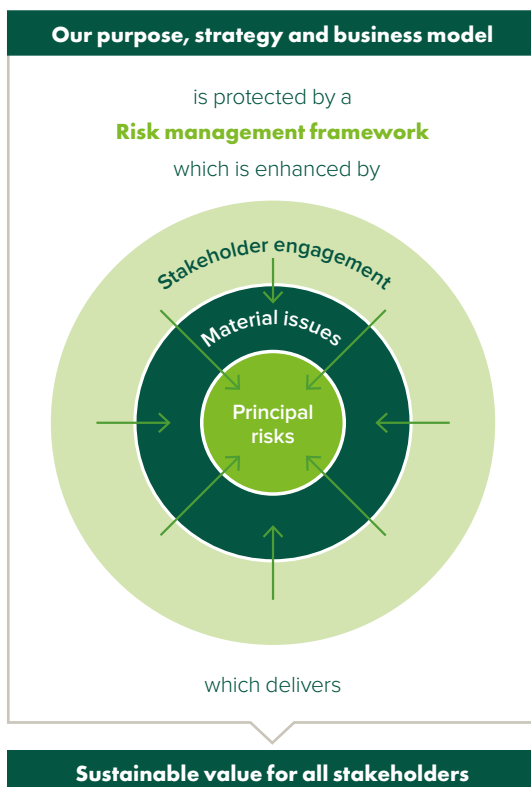 Our purpose, strategy and business model
is protected by a
Risk management framework
which is enhanced by
Stakeholder engagement
Material issues
Principal
risks
which delivers
Sustainable value for all stakeholders